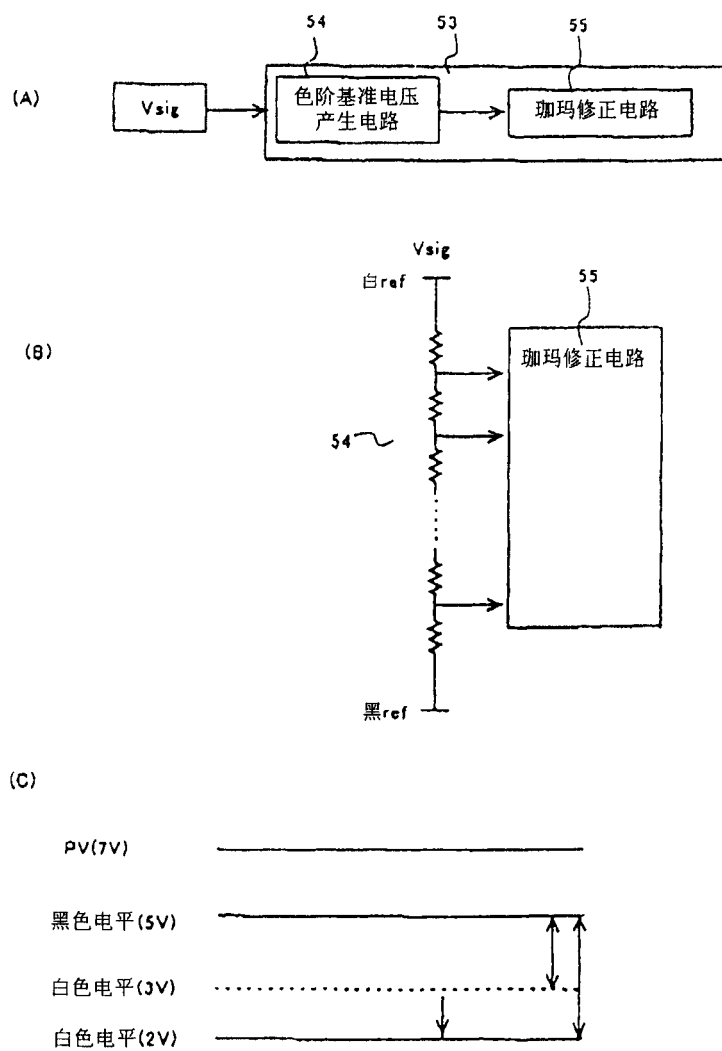 54
53
55
(A)
Vsig
色阶基准电压
产生电路
珈玛修正电路
Vsig
白ref
55
(B)
珈玛修正电路
54
黑ref
(C)
PV(7V)
黑色电平(5V)
白色电平(3V)
白色电平(2V)